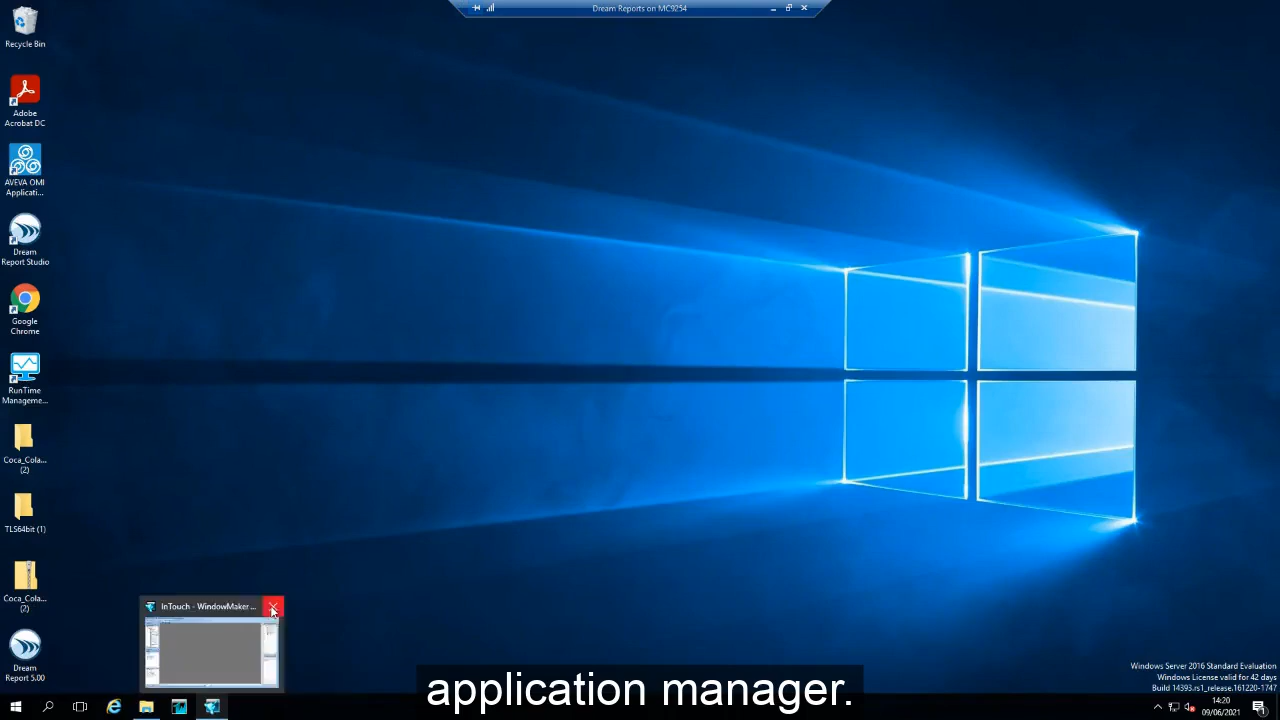 Dream Reports on MC9254
Recycle Bin
Adobe
Acrobat DC
AVEVA OMI
Applicati...
Dream
Report Studio
Google
Chrome
RunTime
Manageme...
Coca_Cola...
(2)
TLS64bit (1)
Coca_Cola...
(2)
Dream
Report 5.00
InTouch - WindowMaker ...
application manager.
Windows Server 2016 Standard Evaluation
Windows License valid for 42 days
Build 14393.rs1_release.161220-1747
14:20
09/06/2021